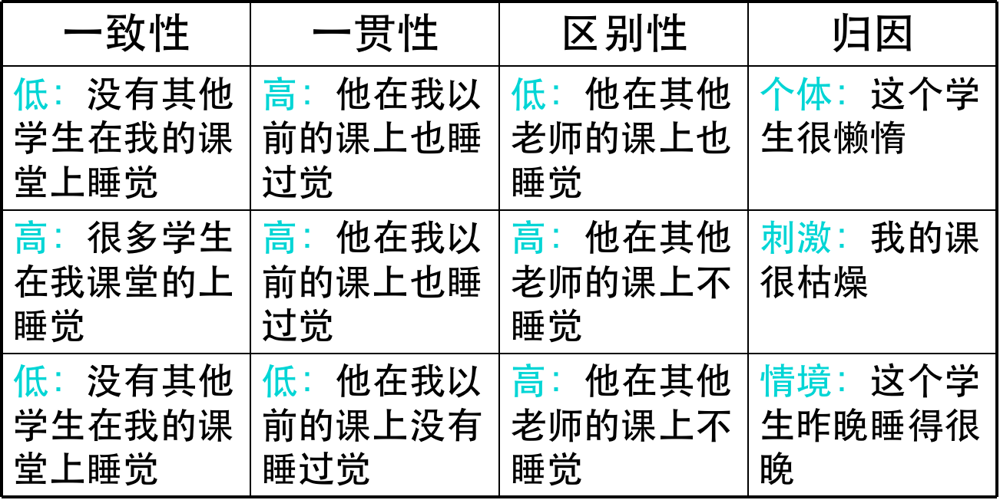 一致性
一贯性
区别性
归因
低：没有其他
学生在我的课
堂上睡觉
高：他在我以
前的课上也睡
过觉
低：他在其他
老师的课上也
睡觉
个体：这个学
生很懒惰
高：很多学生
在我课堂的上
睡觉
高：他在我以
前的课上也睡
过觉
高：他在其他
老师的课上不
睡觉
刺激：我的课
很枯燥
低：没有其他
学生在我的课
堂上睡觉
低：他在我以
前的课上没有
睡过觉
高：他在其他
老师的课上不
睡觉
情境：这个学
生昨晚睡得很
晚